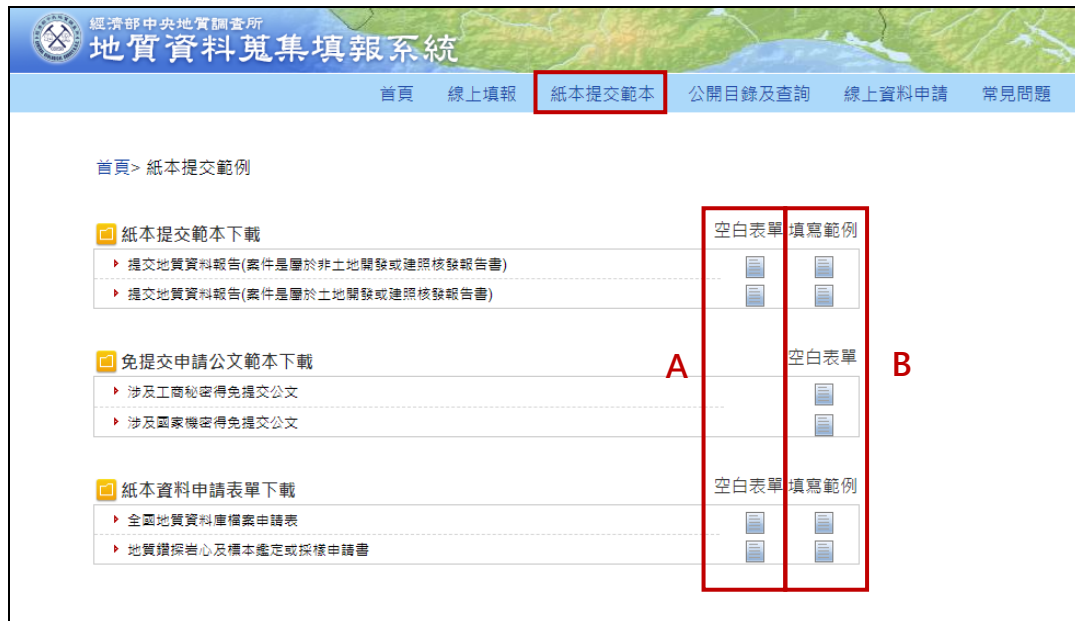 經濟部中央地質調查所
地質資料蒐集填報系統
首頁 線上填報 紙本提交範本 公開目錄及查詢 線上資料申請 常見問題
首頁> 紙本提交範例
紙本提交範本下載 空白表單 填寫範例
提交地質資料報告(案件是屬於非土地開發或建照核發報告書)
提交地質資料報告(案件是屬於土地開發或建照核發報告書)
免提交申請公文範本下載 空白表單
A B
涉及工商秘密得免提交公文
涉及國家機密得免提交公文
紙本資料申請表單下載 空白表單 填寫範例
全國地質資料庫檔案申請表
地質鑽探岩心及標本鑑定或採樣申請書